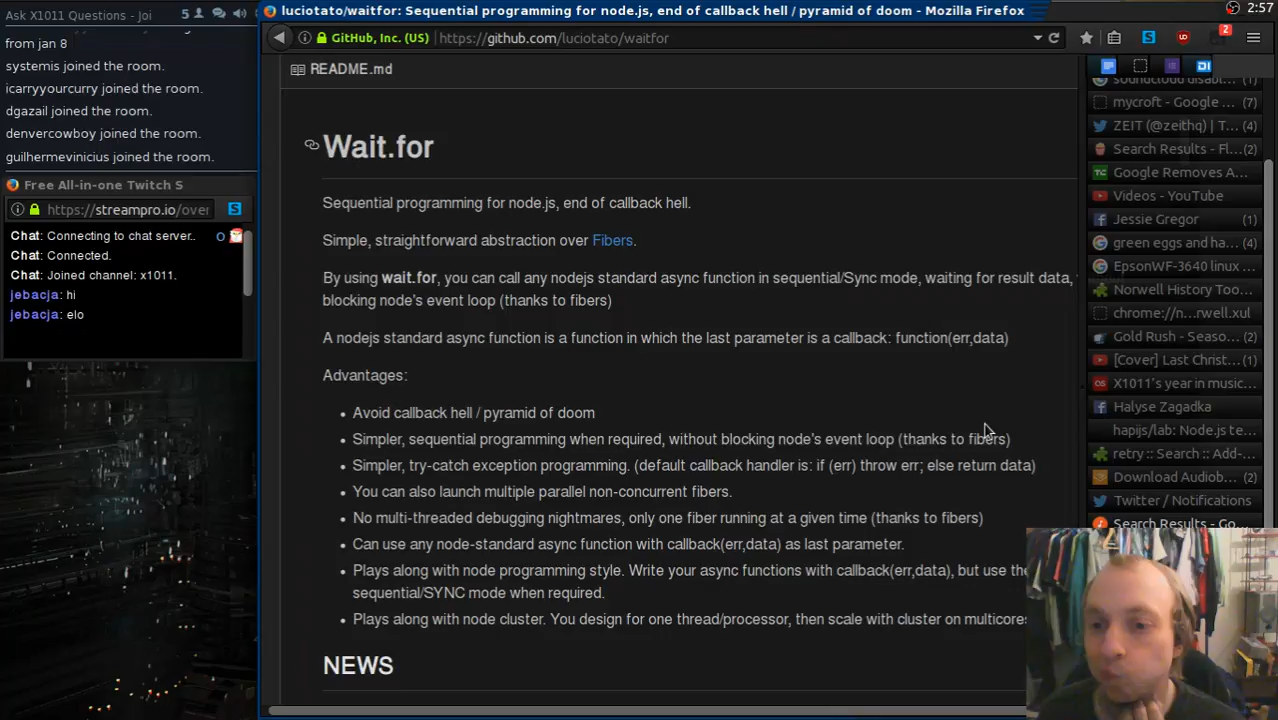 Ask X1011 Questions - Joi
5
from jan 8
systemis joined the room.
icarryyourcurry joined the room.
dgazail joined the room.
denvercowboy joined the room.
guilhermevinicius joined the room.
Free All-in-one Twitch S
https://streampro.io/over
Chat: Connecting to chat server..
Chat: Connected.
Chat: Joined channel: x1011.
jebacja: hi
jebacja: elo
luciotato/waitfor: Sequential programming for node.js, end of callback hell / pyramid of doom - Mozilla Firefox
2:57
GitHub, Inc. (US)
https://github.com/luciotato/waitfor
2
README.md
Wait.for
Sequential programming for node.js, end of callback hell.
Simple, straightforward abstraction over Fibers.
By using wait.for, you can call any nodejs standard async function in sequential/Sync mode, waiting for result data,
blocking node's event loop (thanks to fibers)
A nodejs standard async function is a function in which the last parameter is a callback: function(err,data)
Advantages:
• Avoid callback hell / pyramid of doom
• Simpler, sequential programming when required, without blocking node's event loop (thanks to fibers)
• Simpler, try-catch exception programming. (default callback handler is: if (err) throw err; else return data)
• You can also launch multiple parallel non-concurrent fibers.
• No multi-threaded debugging nightmares, only one fiber running at a given time (thanks to fibers)
• Can use any node-standard async function with callback(err,data) as last parameter.
• Plays along with node programming style. Write your async functions with callback(err,data), but use the
sequential/SYNC mode when required.
• Plays along with node cluster. You design for one thread/processor, then scale with cluster on multicores
NEWS
soundcloud disabl... (1)
mycroft - Google ... (7)
ZEIT (@zeithq) | T... (4)
Search Results - Fl... (2)
Google Removes A...
Videos - YouTube
Jessie Gregor (1)
green eggs and ha... (4)
EpsonWF-3640 linux ...
Norwell History Too...
chrome://n...rwell.xul
Gold Rush - Seaso... (2)
[Cover] Last Christ... (1)
X1011's year in music...
Halyse Zagadka
hapijs/lab: Node.js te...
retry :: Search :: Add-...
Download Audiob... (2)
Twitter / Notifications
Search Results - Go...